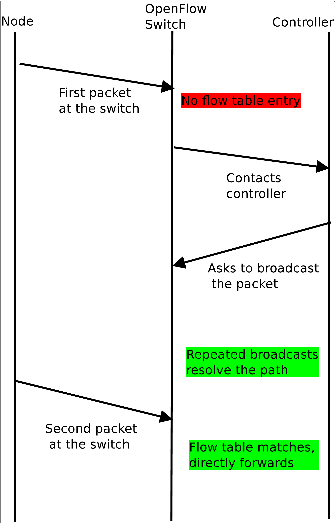 Node
OpenFlow
Switch
Controller
First packet
at the switch
No flow table entry
Contacts
controller
Asks to broadcast
the packet
Repeated broadcasts
resolve the path
Second packet
at the switch
Flow table matches,
directly forwards